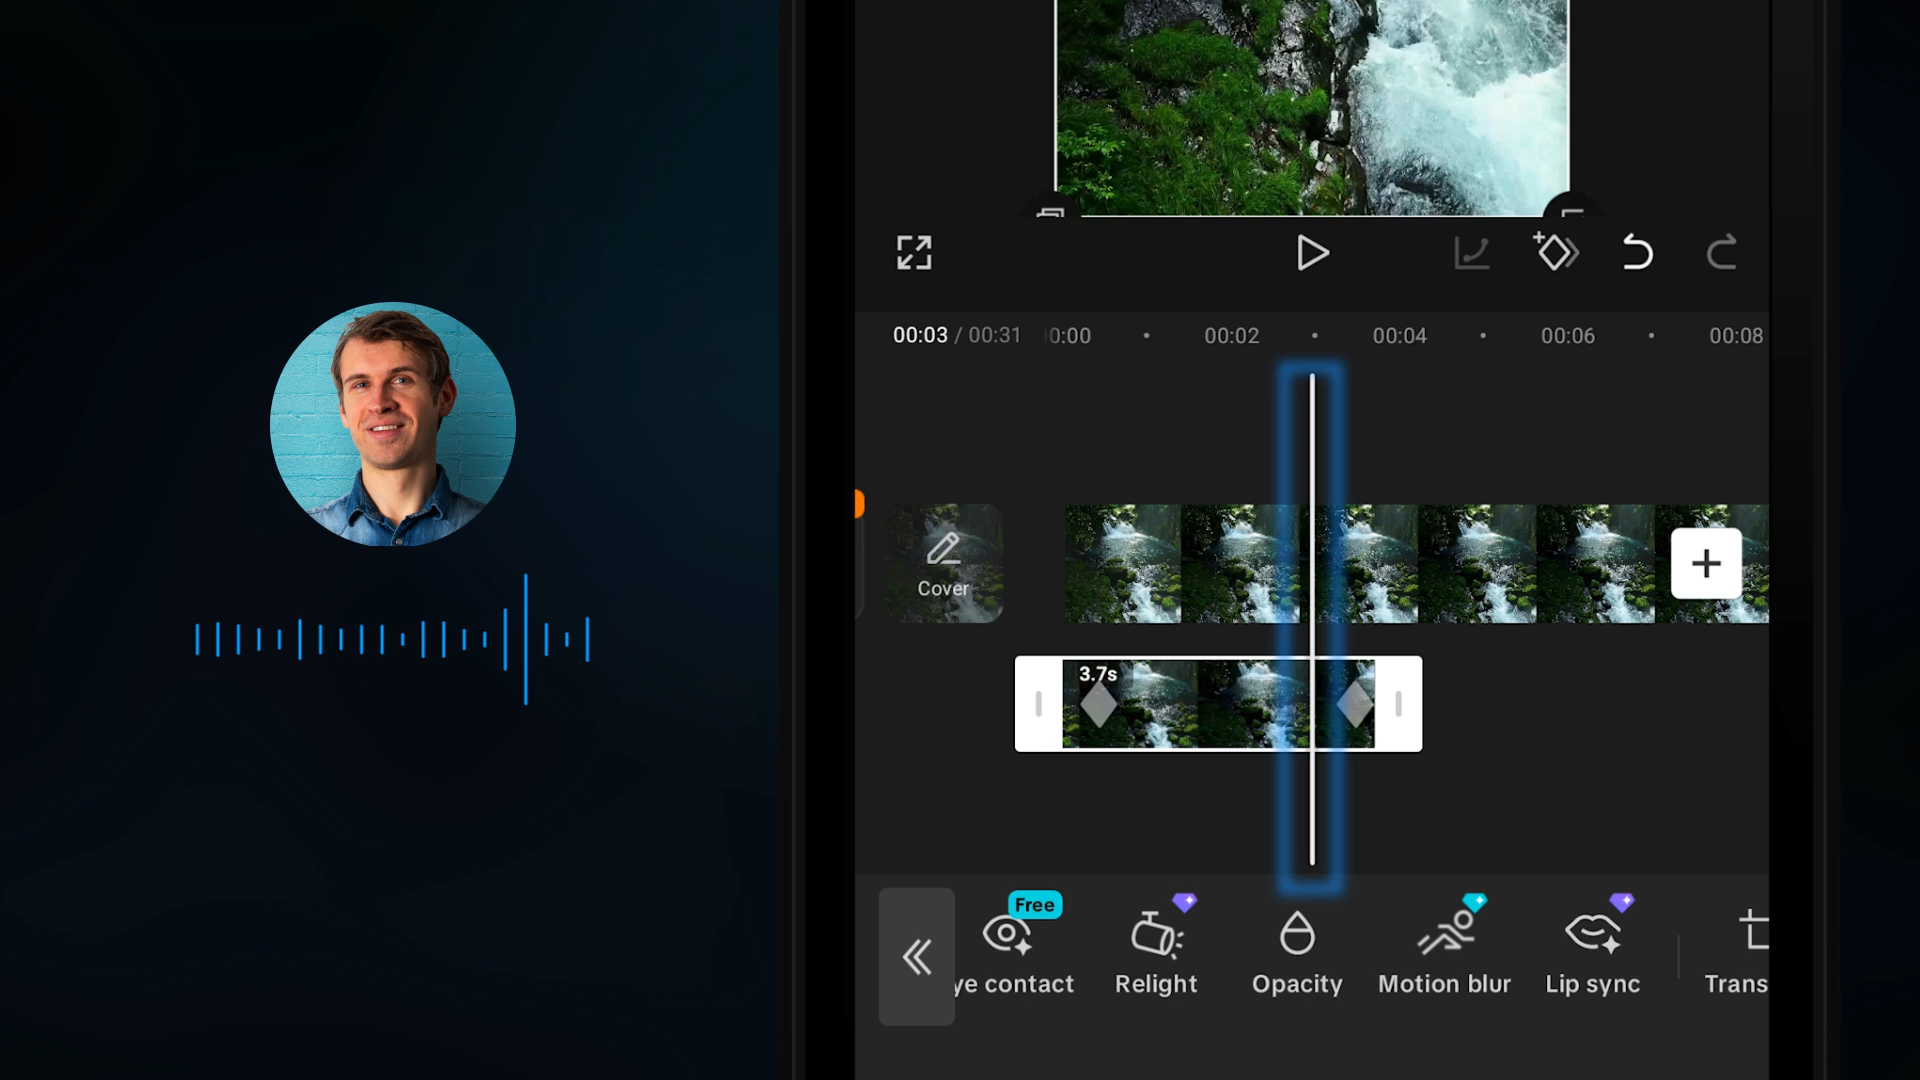 00:03 / 00:31 0:00 00:02 00:04 00:06 00:08
Cover
3.7s
Free
ye contact Relight Opacity Motion blur Lip sync Trans